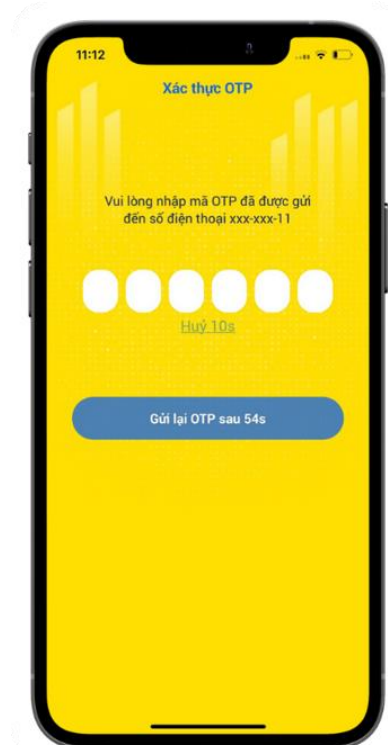 11:12
Xác thực OTP
Vui lòng nhập mã OTP đã được gửi
đến số điện thoại xxx-xxx-11
Huỷ 10s
Gửi lại OTP sau 54s